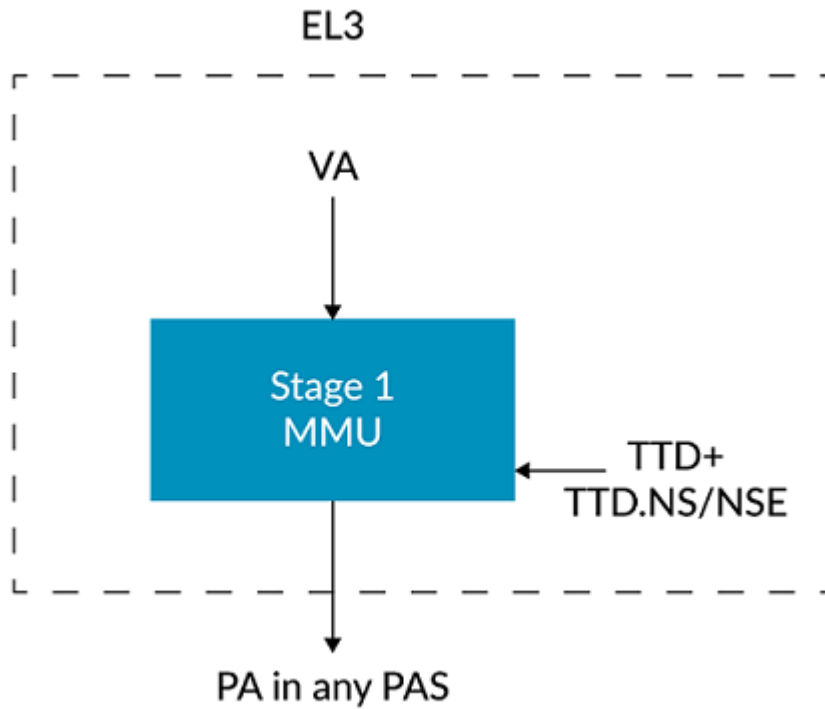 EL3
VA
Stage 1
MMU
TTD+
TTD.NS/NSE
PA in any PAS